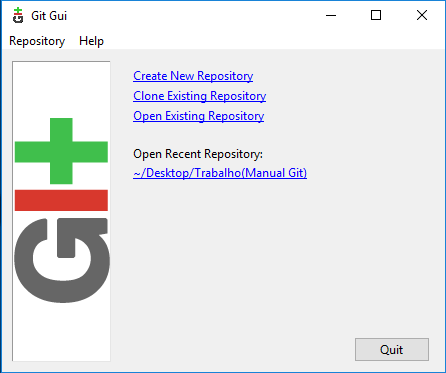 Git Gui
Repository Help
Create New Repository
Clone Existing Repository
Open Existing Repository
Open Recent Repository:
~/Desktop/Trabalho(Manual Git)
Git
Quit